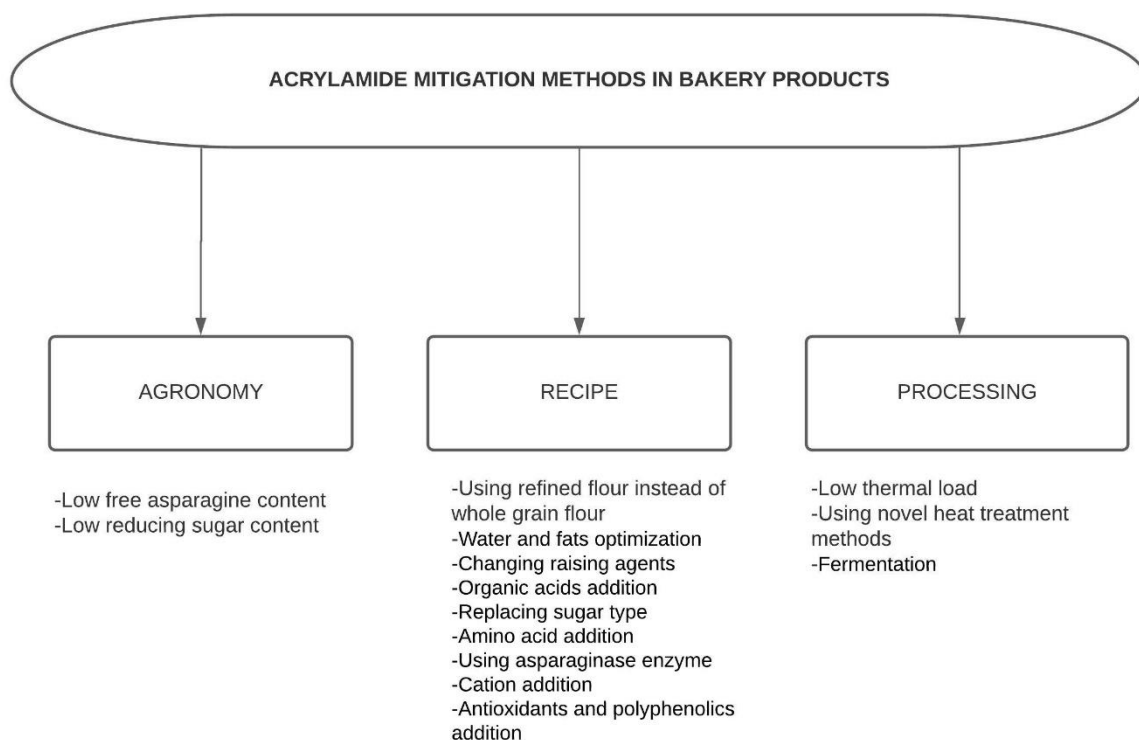 ACRYLAMIDE MITIGATION METHODS IN BAKERY PRODUCTS
AGRONOMY
-Low free asparagine content
-Low reducing sugar content
RECIPE
-Using refined flour instead of
whole grain flour
-Water and fats optimization
-Changing raising agents
-Organic acids addition
-Replacing sugar type
-Amino acid addition
-Using asparaginase enzyme
-Cation addition
-Antioxidants and polyphenolics
addition
PROCESSING
-Low thermal load
-Using novel heat treatment
methods
-Fermentation